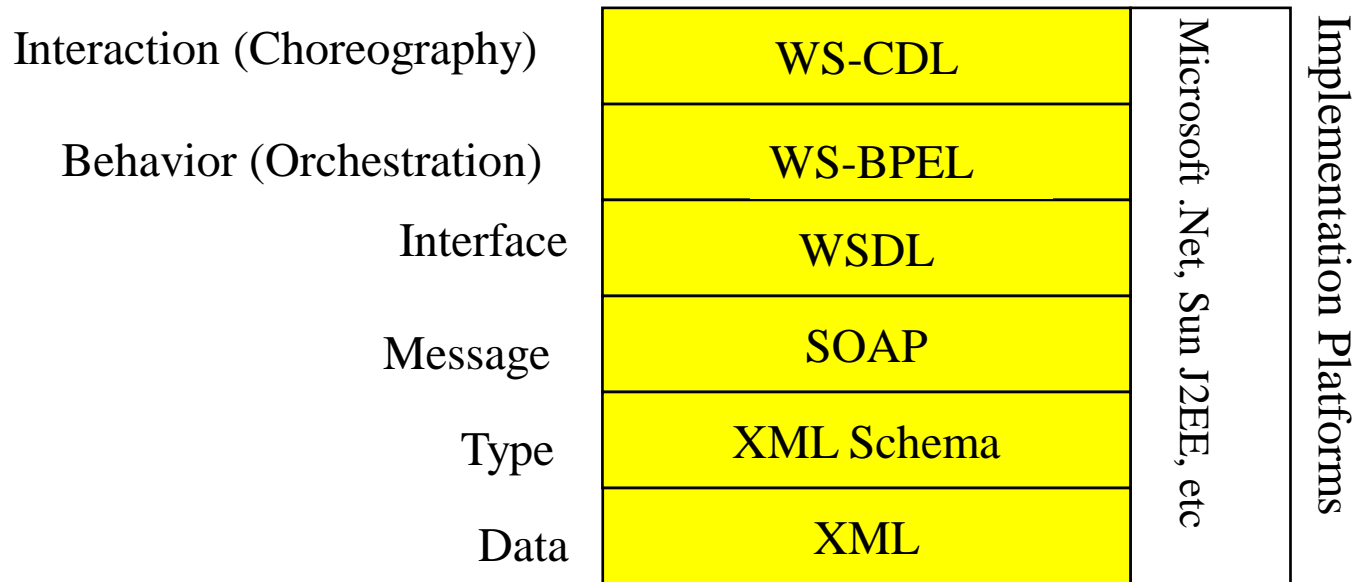 Interaction (Choreography)
WS-CDL
Behavior (Orchestration)
WS-BPEL
Interface
WSDL
Message
SOAP
Type
XML Schema
Data
XML
Microsoft .Net, Sun J2EE, etc
Implementation Platforms